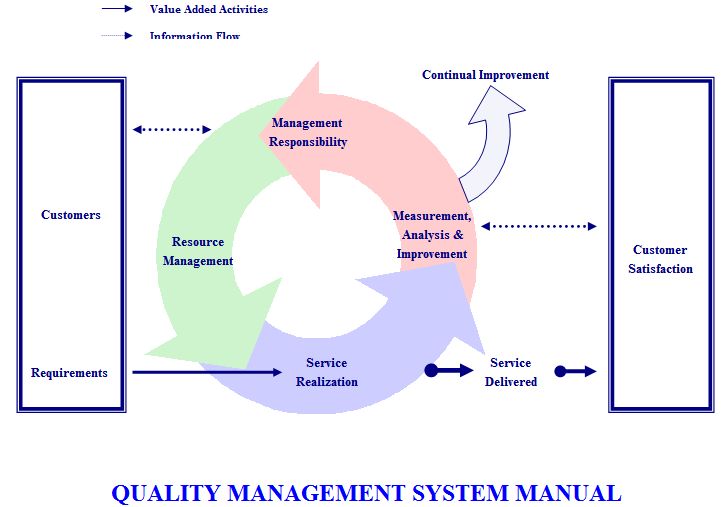 Value Added Activities
Information Flow
Continual Improvement
Management
Responsibility
Customers
Resource
Management
Measurement,
Analysis &
Improvement
Customer
Satisfaction
Requirements
Service
Realization
Service
Delivered
QUALITY MANAGEMENT SYSTEM MANUAL